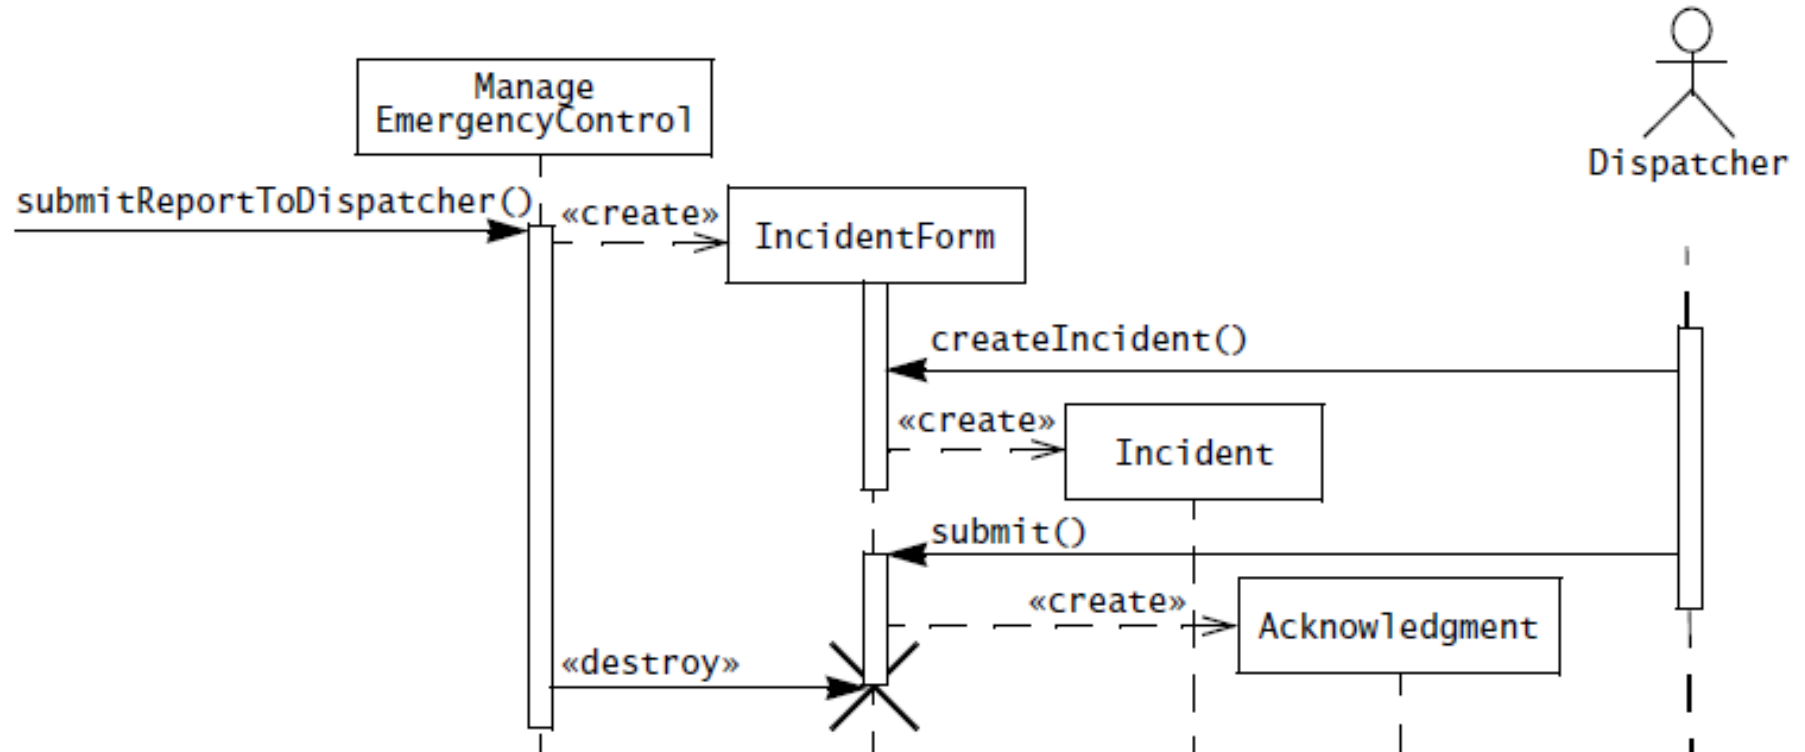 Manage
EmergencyControl
Dispatcher
submitReportToDispatcher()
«create»
IncidentForm
createIncident()
«create»
Incident
submit()
«create»
Acknowledgment
«destroy»